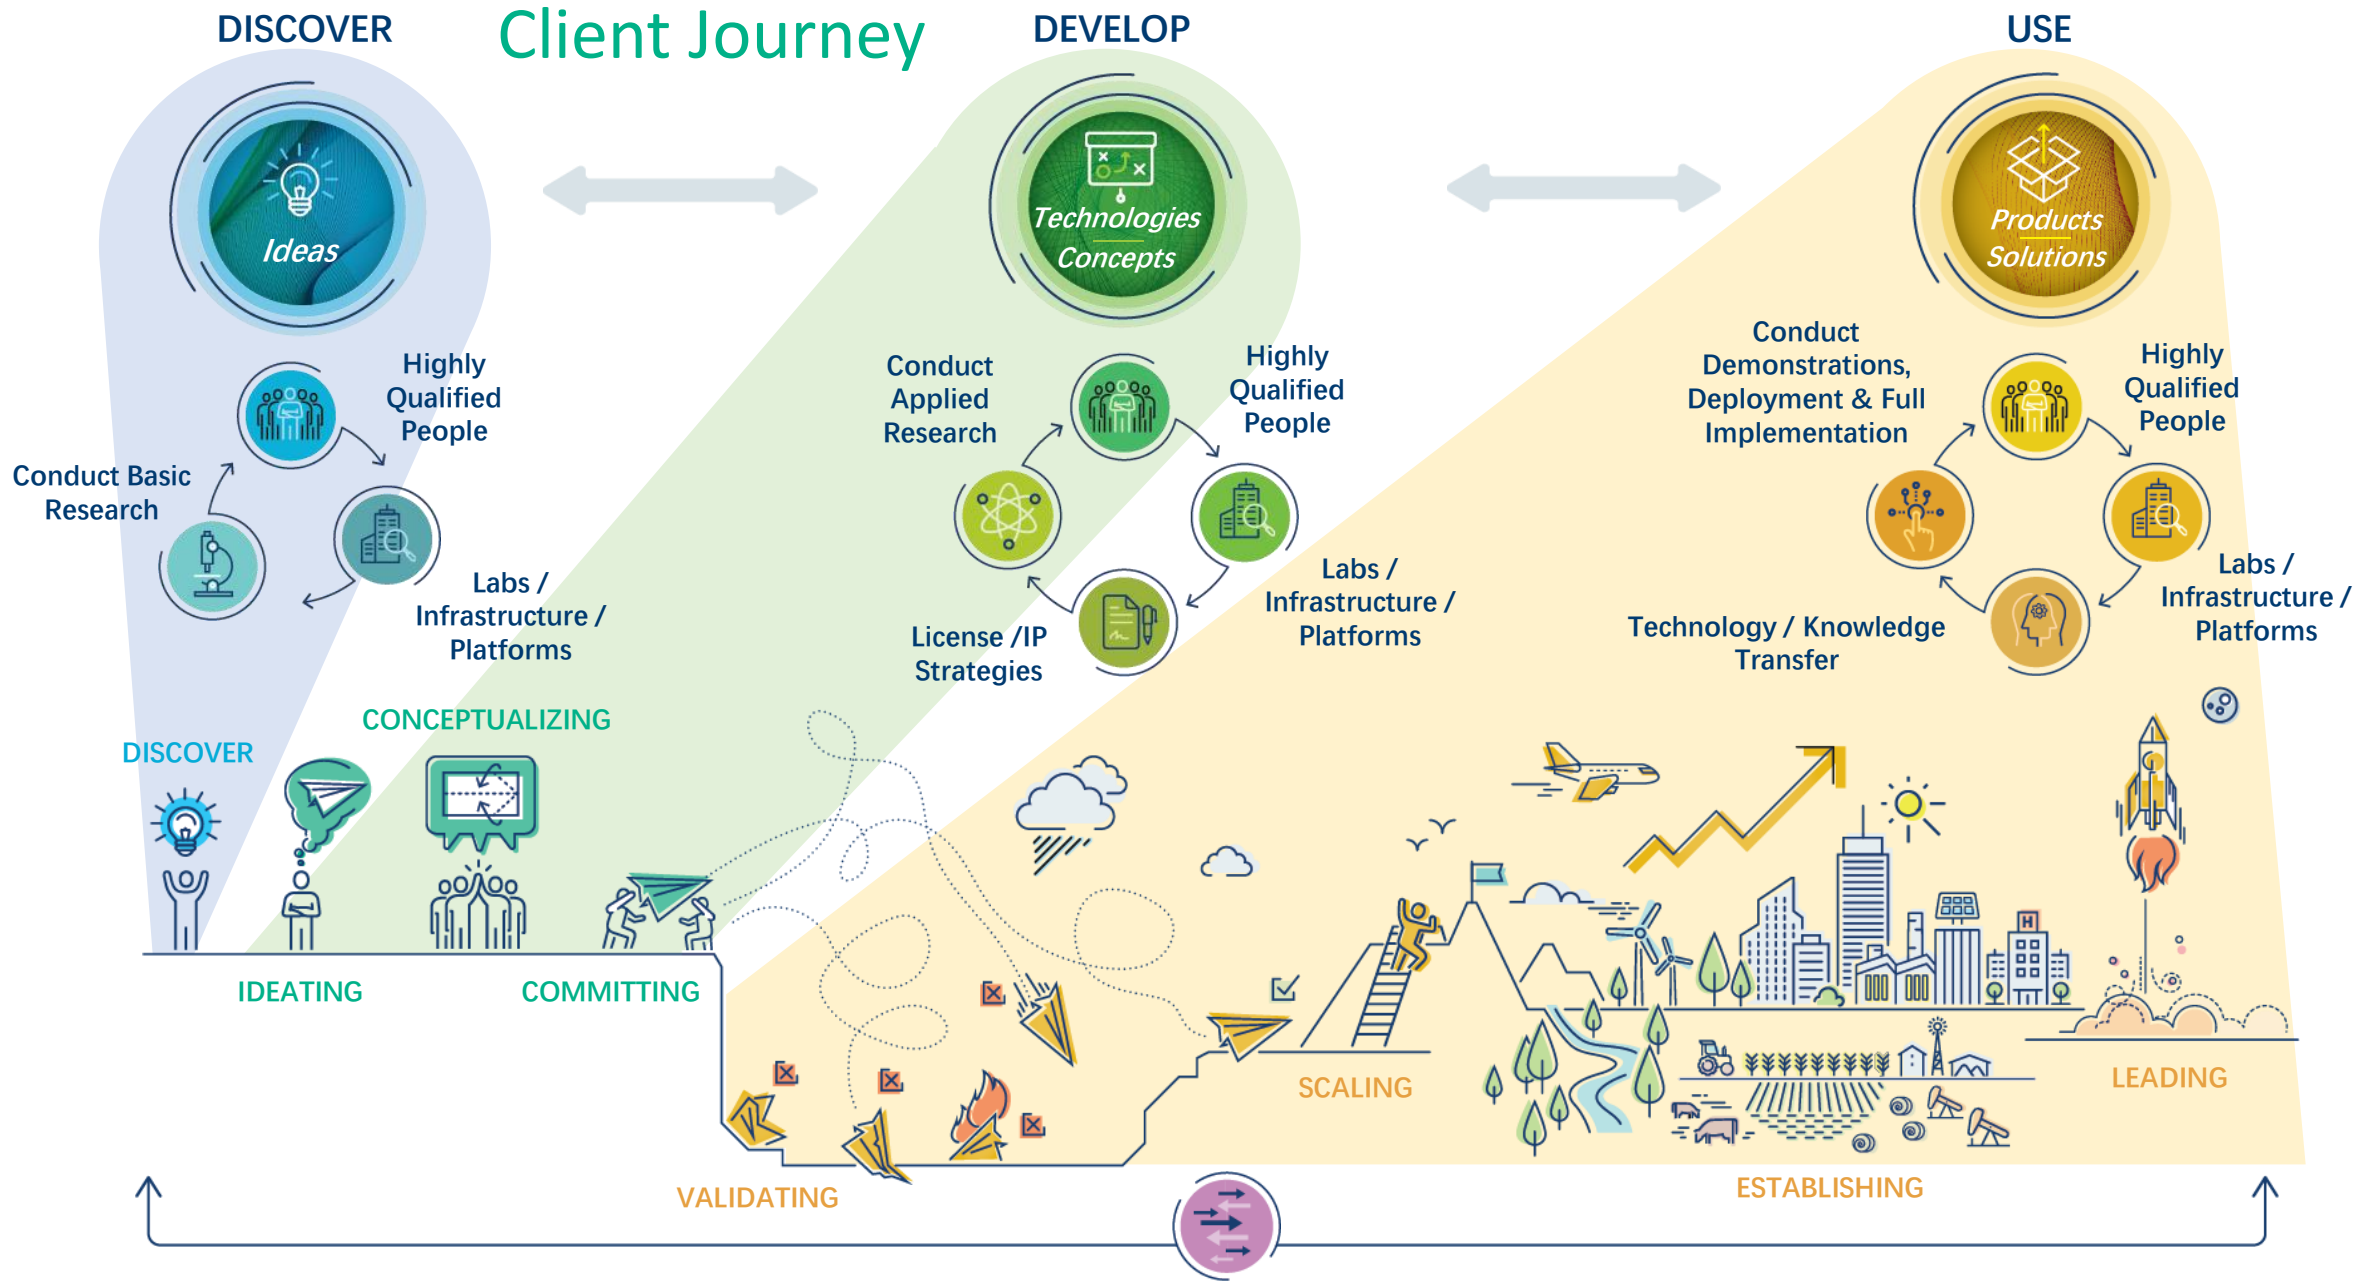 Client Journey
DISCOVER
DEVELOP
USE
Ideas
Technologies
Concepts
Products
Solutions
Highly
Qualified
People
Conduct Basic
Research
Labs /
Infrastructure /
Platforms
Conduct
Applied
Research
Highly
Qualified
People
Labs /
Infrastructure /
Platforms
License /IP
Strategies
Conduct
Demonstrations,
Deployment & Full
Implementation
Highly
Qualified
People
Labs /
Infrastructure /
Platforms
Technology / Knowledge
Transfer
DISCOVER
CONCEPTUALIZING
IDEATING
COMMITTING
VALIDATING
SCALING
H
ESTABLISHING
LEADING